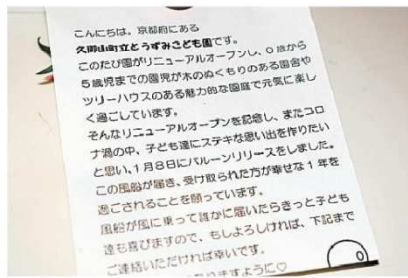 こんにちは。京都府にある
久御山町立とうずみこども園です。
このたび園がリニューアルオープンし、0歳から
5歳児までの園児が木のぬくもりのある園舎や
ツリーハウスのある魅力的な園庭で元気に楽し
く過ごしています。
そんなリニューアルオープンを記念し、またコロ
ナ渦の中、子ども達にステキな思い出を作りたい
と思い、1月8日にバルーンリリースをしました。
この風船が届き、受け取られた方が幸せな1年を
過ごされることを願っています。
風船が風に乗って誰かに届いたらきっと子ども
達も喜びますので、もしよろしければ、下記まで
ご連絡いただければ幸いです。
ますように♡